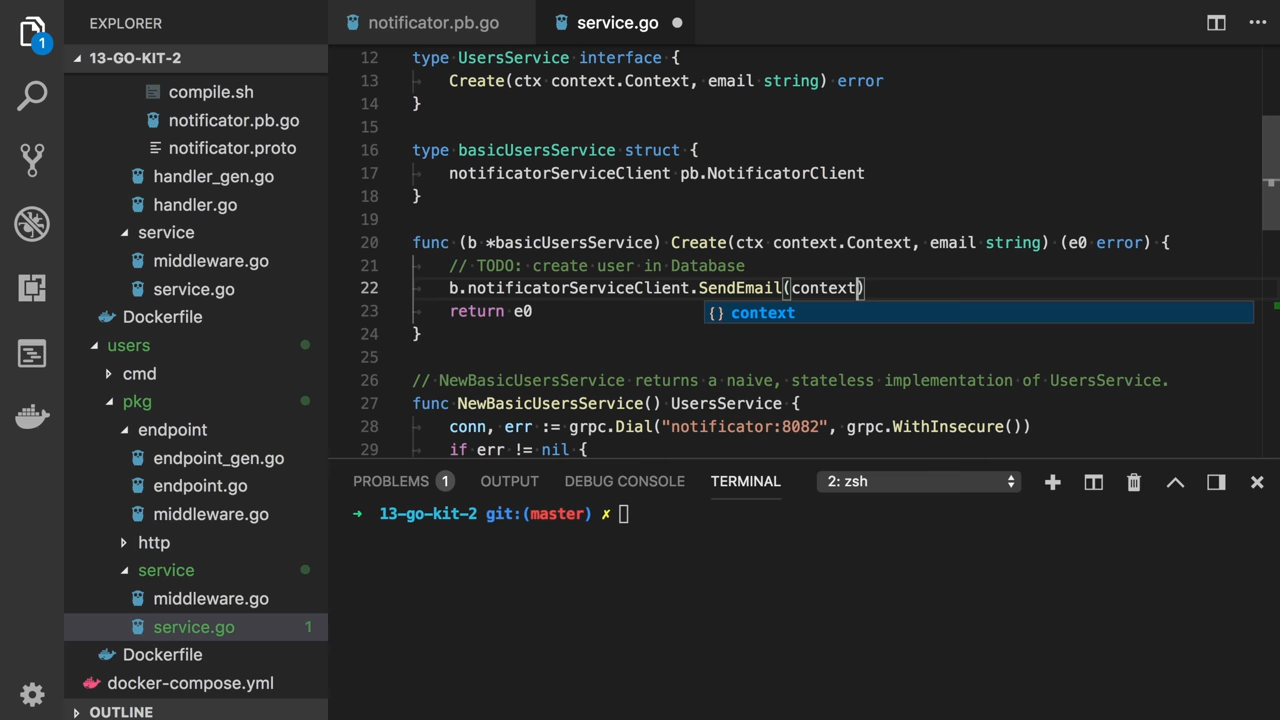 EXPLORER
notificator.pb.go
service.go
1
13-GO-KIT-2
compile.sh
notificator.pb.go
notificator.proto
handler_gen.go
handler.go
service
middleware.go
service.go
Dockerfile
users
cmd
pkg
endpoint
endpoint_gen.go
endpoint.go
middleware.go
http
service
middleware.go
service.go 1
Dockerfile
docker-compose.yml
OUTLINE
12 type UsersService interface {
13 Create(ctx context.Context, email string) error
14 }
15
16 type basicUsersService struct {
17 notificatorServiceClient pb.NotificatorClient
18 }
19
20 func (b *basicUsersService) Create(ctx context.Context, email string) (e0 error) {
21 // TODO: create user in Database
22 b.notificatorServiceClient.SendEmail(context)
{} context
23 return e0
24 }
25
26 // NewBasicUsersService returns a naive, stateless implementation of UsersService.
27 func NewBasicUsersService() UsersService {
28 conn, err := grpc.Dial("notificator:8082", grpc.WithInsecure())
29 if err != nil {
PROBLEMS 1 OUTPUT DEBUG CONSOLE TERMINAL 2: zsh
➜ 13-go-kit-2 git:(master) ✗